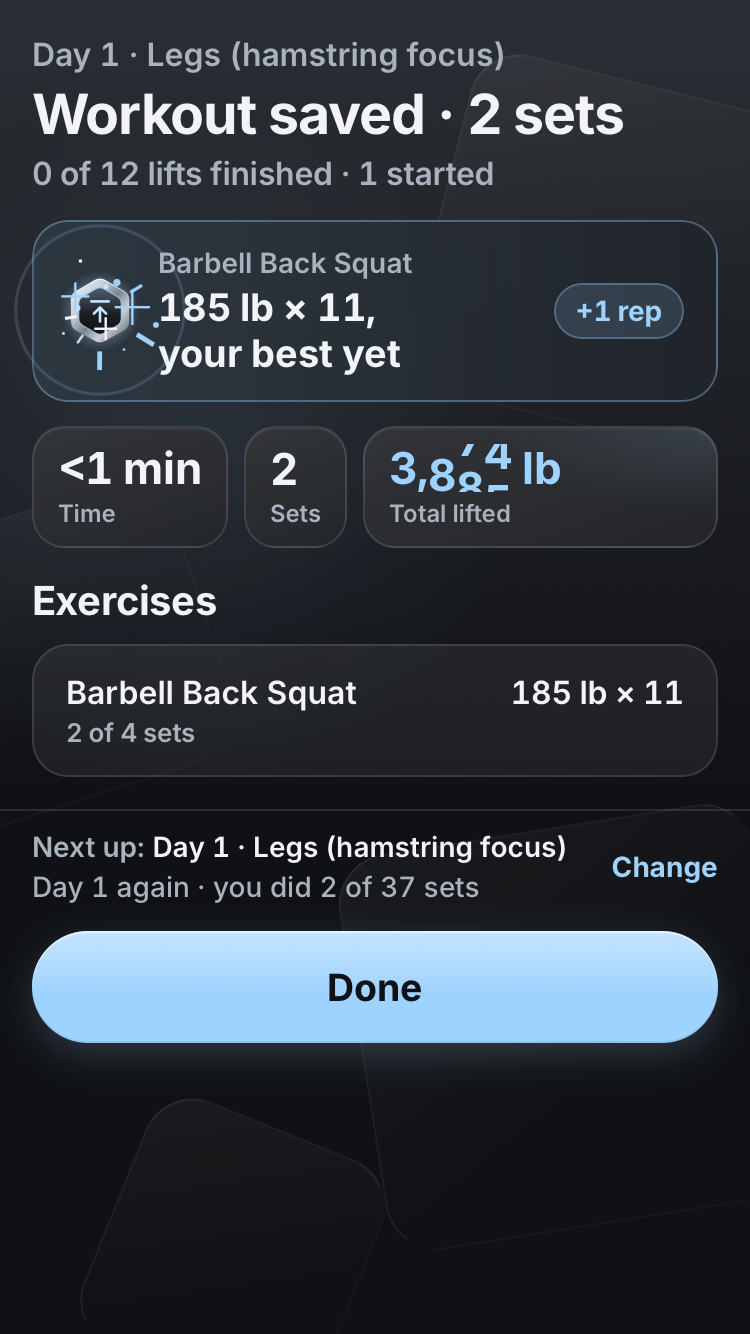 Day 1 · Legs (hamstring focus)
Workout saved · 2 sets
0 of 12 lifts finished · 1 started
Barbell Back Squat
185 lb × 11,
your best yet
+1 rep
<1 min
Time
2
Sets
lb
Total lifted
Exercises
Barbell Back Squat
185 lb × 11
2 of 4 sets
Next up: Day 1 · Legs (hamstring focus)
Day 1 again · you did 2 of 37 sets
Change
Done